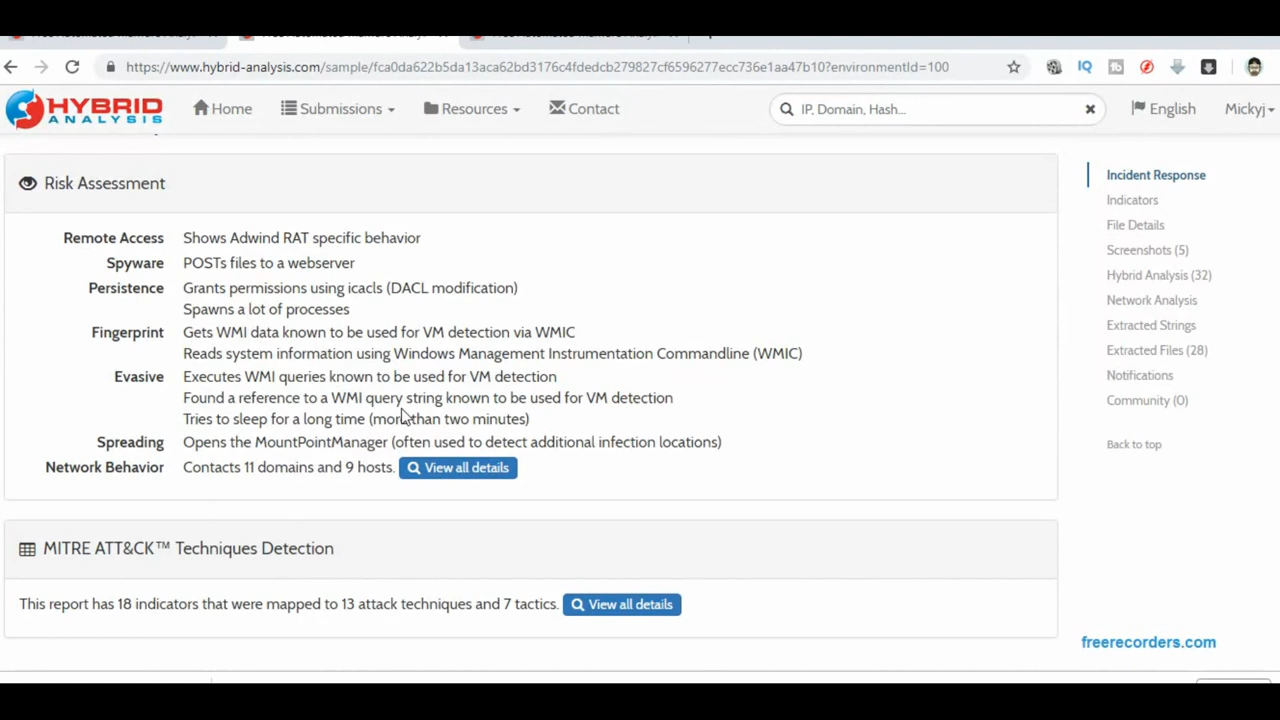 https://www.hybrid-analysis.com/sample/fca0da622b5da13aca62bd3176c4fdedcb279827cf6596277ecc736e1aa47b10?environmentId=100
IQ
HYBRID
ANALYSIS
Home
Submissions
Resources
Contact
IP, Domain, Hash...
English
Mickyj
Risk Assessment
Remote Access Shows Adwind RAT specific behavior
Spyware POSTs files to a webserver
Persistence Grants permissions using icacls (DACL modification)
Spawns a lot of processes
Fingerprint Gets WMI data known to be used for VM detection via WMIC
Reads system information using Windows Management Instrumentation Commandline (WMIC)
Evasive Executes WMI queries known to be used for VM detection
Found a reference to a WMI query string known to be used for VM detection
Tries to sleep for a long time (more than two minutes)
Spreading Opens the MountPointManager (often used to detect additional infection locations)
Network Behavior Contacts 11 domains and 9 hosts. View all details
MITRE ATT&CK™ Techniques Detection
This report has 18 indicators that were mapped to 13 attack techniques and 7 tactics. View all details
Incident Response
Indicators
File Details
Screenshots (5)
Hybrid Analysis (32)
Network Analysis
Extracted Strings
Extracted Files (28)
Notifications
Community (0)
Back to top
freerecorders.com